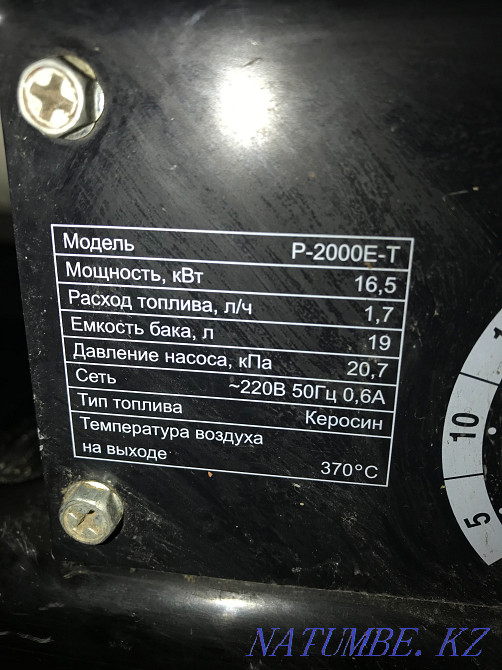 Модель P-2000E-T
Мощность, кВт 16,5
Расход топлива, л/ч 1,7
Емкость бака, л 19
Давление насоса, кПа 20,7
Сеть ~220В 50Гц 0,6А
Тип топлива Керосин
Температура воздуха
на выходе 370°C
10
5
NATUMBE. KZ